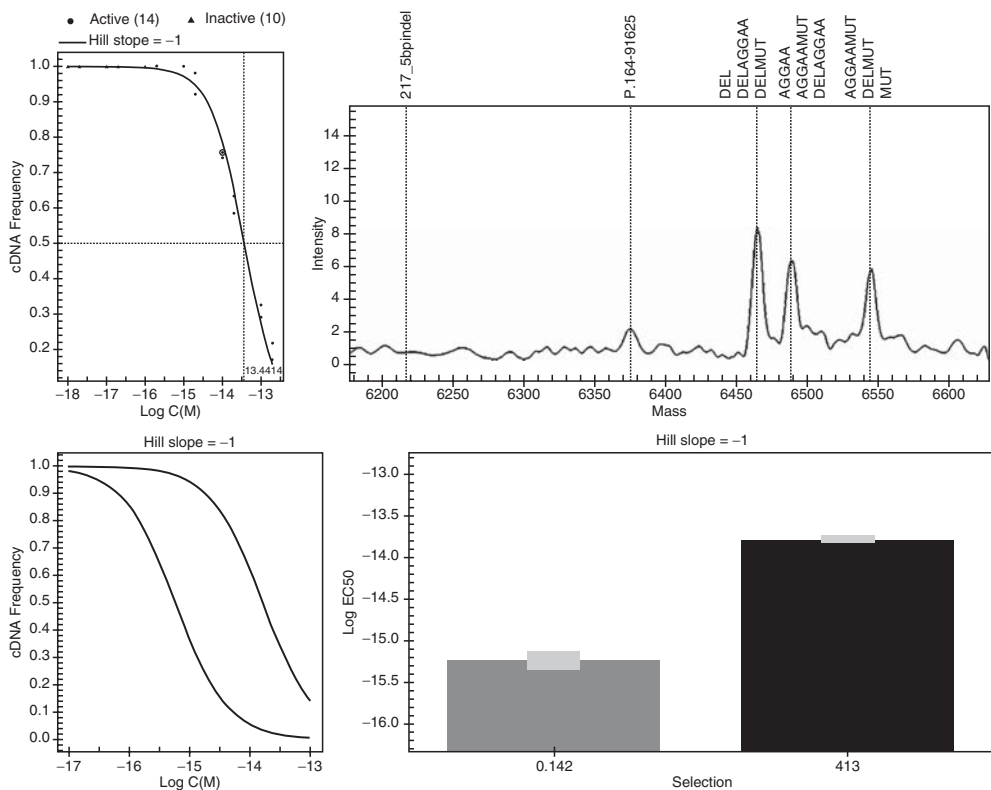 ● Active (14) ▲ Inactive (10)
Hill stope = –1
cDNA Frequency
1.0
0.9
0.8
0.7
0.6
0.5
0.4
0.3
0.2
13.4414
–18 –17 –16 –15 –14 –13
Log C(M)
217_5bpindel
P.164-91625
DEL
DELAGGAA
DELMUT
AGGAA
AGGAAMUT
DELAGGAA
AGGAAMUT
DELMUT
MUT
Intensity
14
12
10
8
6
4
2
0
6200 6250 6300 6350 6400 6450 6500 6550 6600
Mass
Hill slope = –1
cDNA Frequency
1.0
0.9
0.8
0.7
0.6
0.5
0.4
0.3
0.2
0.1
0.0
–17 –16 –15 –14 –13
Log C(M)
Hill slope = –1
Log EC50
–13.0
–13.5
–14.0
–14.5
–15.0
–15.5
–16.0
0.142 413
Selection